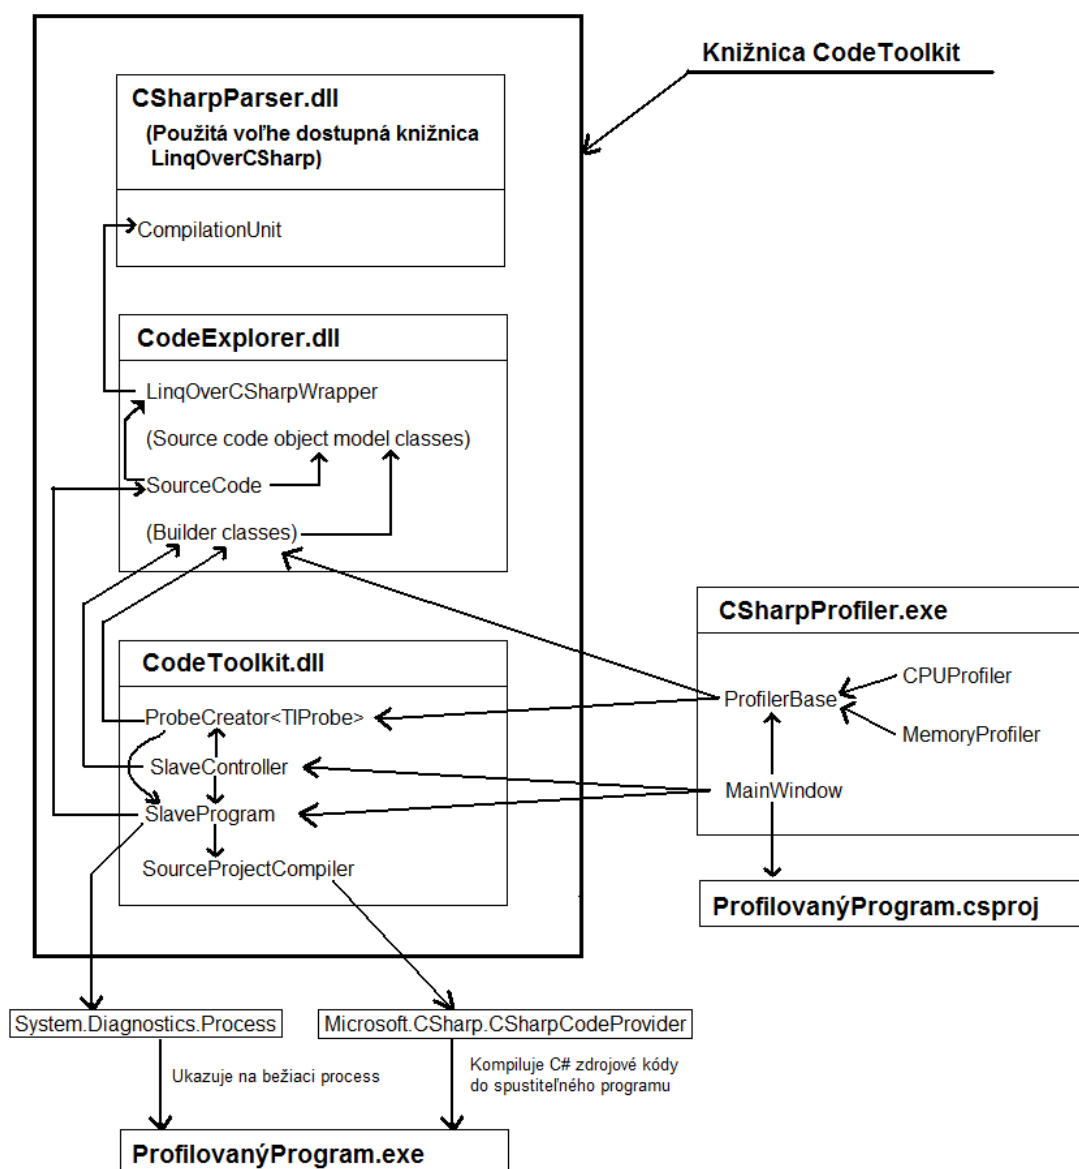 Knižnica CodeToolkit
CSharpParser.dll
(Použitá voľhe dostupná knižnica
LinqOverCSharp)
CompilationUnit
CodeExplorer.dll
LinqOverCSharpWrapper
(Source code object model classes)
SourceCode
(Builder classes)
CodeToolkit.dll
ProbeCreator<TIProbe>
SlaveController
SlaveProgram
SourceProjectCompiler
CSharpProfiler.exe
CPUProfiler
ProfilerBase
MemoryProfiler
MainWindow
ProfilovanýProgram.csproj
System.Diagnostics.Process
Microsoft.CSharp.CSharpCodeProvider
Ukazuje na bežiaci process
Kompiluje C# zdrojové kódy
do spustiteľného programu
ProfilovanýProgram.exe